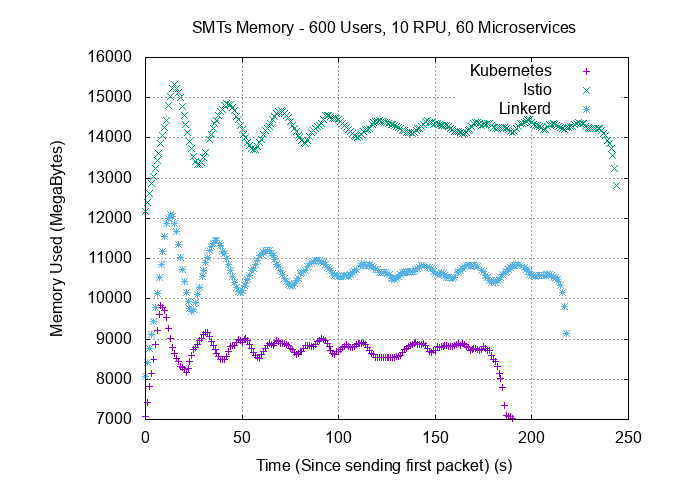 SMTs Memory - 600 Users, 10 RPU, 60 Microservices
16000
15000
14000
13000
12000
11000
10000
9000
8000
7000
Memory Used (MegaBytes)
Kubernetes
Istio
Linkerd
0 50 100 150 200 250
Time (Since sending first packet) (s)